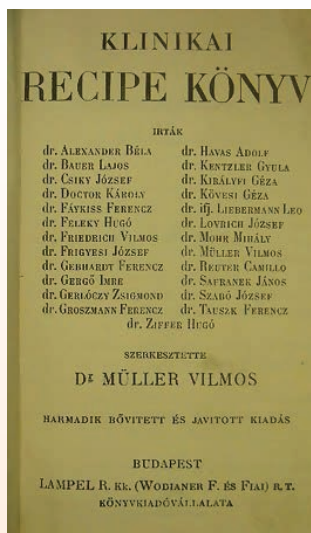 KLINIKAI
RECIPE KÖNYV
IRTÁK
dr. ALEXANDER BÉLA
dr. BAUER LAJOS
dr. CSIKY JÓZSEF
dr. DOCTOR KÁROLY
dr. FÁYKISS FERENCZ
dr. FELEKY HUGÓ
dr. FRIEDRICH VILMOS
dr. FRIGYESI JÓZSEF
dr. GEBHARDT FERENCZ
dr. GERGŐ IMRE
dr. GERLÓCZY ZSIGMOND
dr. GROSZMANN FERENCZ
dr. HAVAS ADOLF
dr. KENTZLER GYULA
dr. KIRÁLYFI GÉZA
dr. KÖVESI GÉZA
dr. ifj. LIEBERMANN LEO
dr. LOVRICH JÓZSEF
dr. MOHR MIHÁLY
dr. MÜLLER VILMOS
dr. REUTER CAMILLO
dr. SAFRANEK JÁNOS
dr. SZABÓ JÓZSEF
dr. TAUSZK FERENCZ
dr. ZIFFER HUGÓ
SZERKESZTETTE
Dr MÜLLER VILMOS
HARMADIK BŐVITETT ÉS JAVITOTT KIADÁS
BUDAPEST
LAMPEL R. Kk. (WODIANER F. ÉS FIAI) R. T.
KÖNYVKIADÓVÁLLALATA